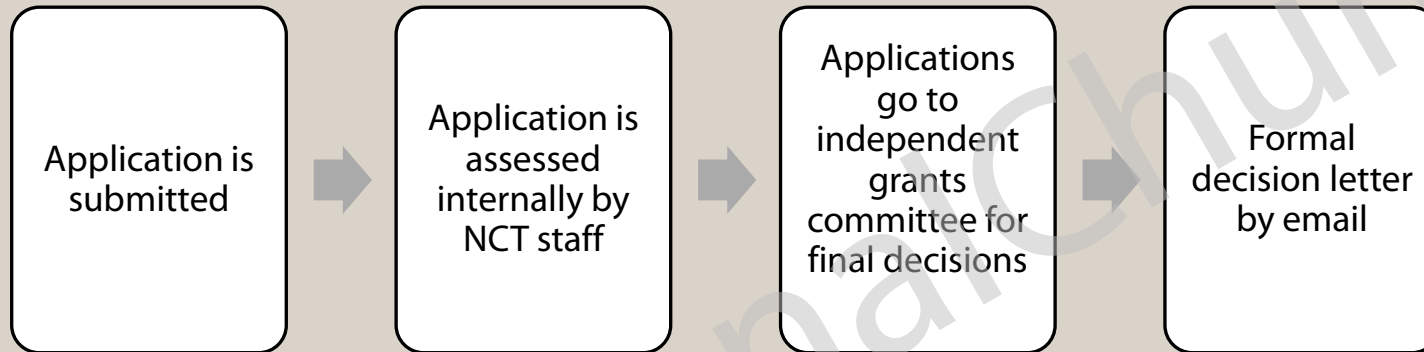 Application is
submitted
Application is
assessed
internally by
NCT staff
Applications
go to
independent
grants
committee for
final decisions
Formal
decision letter
by email
nalChur